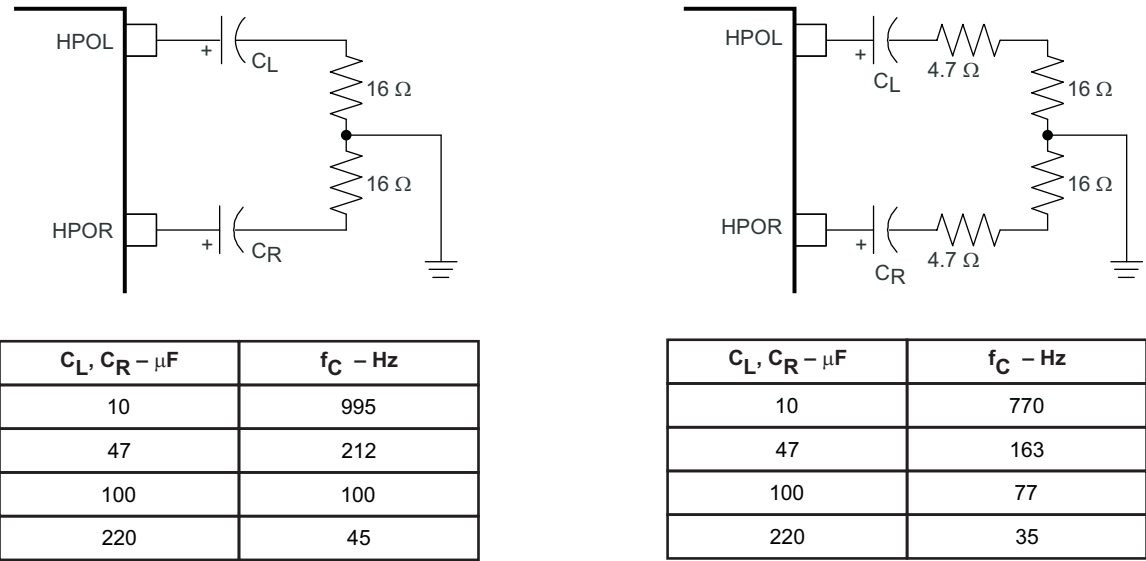 HPOL
+
CL
16 Ω
16 Ω
HPOR
+
CR
CL, CR – μF fC – Hz
10 995
47 212
100 100
220 45
HPOL
+
CL
4.7 Ω
16 Ω
16 Ω
HPOR
+
CR
4.7 Ω
CL, CR – μF fC – Hz
10 770
47 163
100 77
220 35